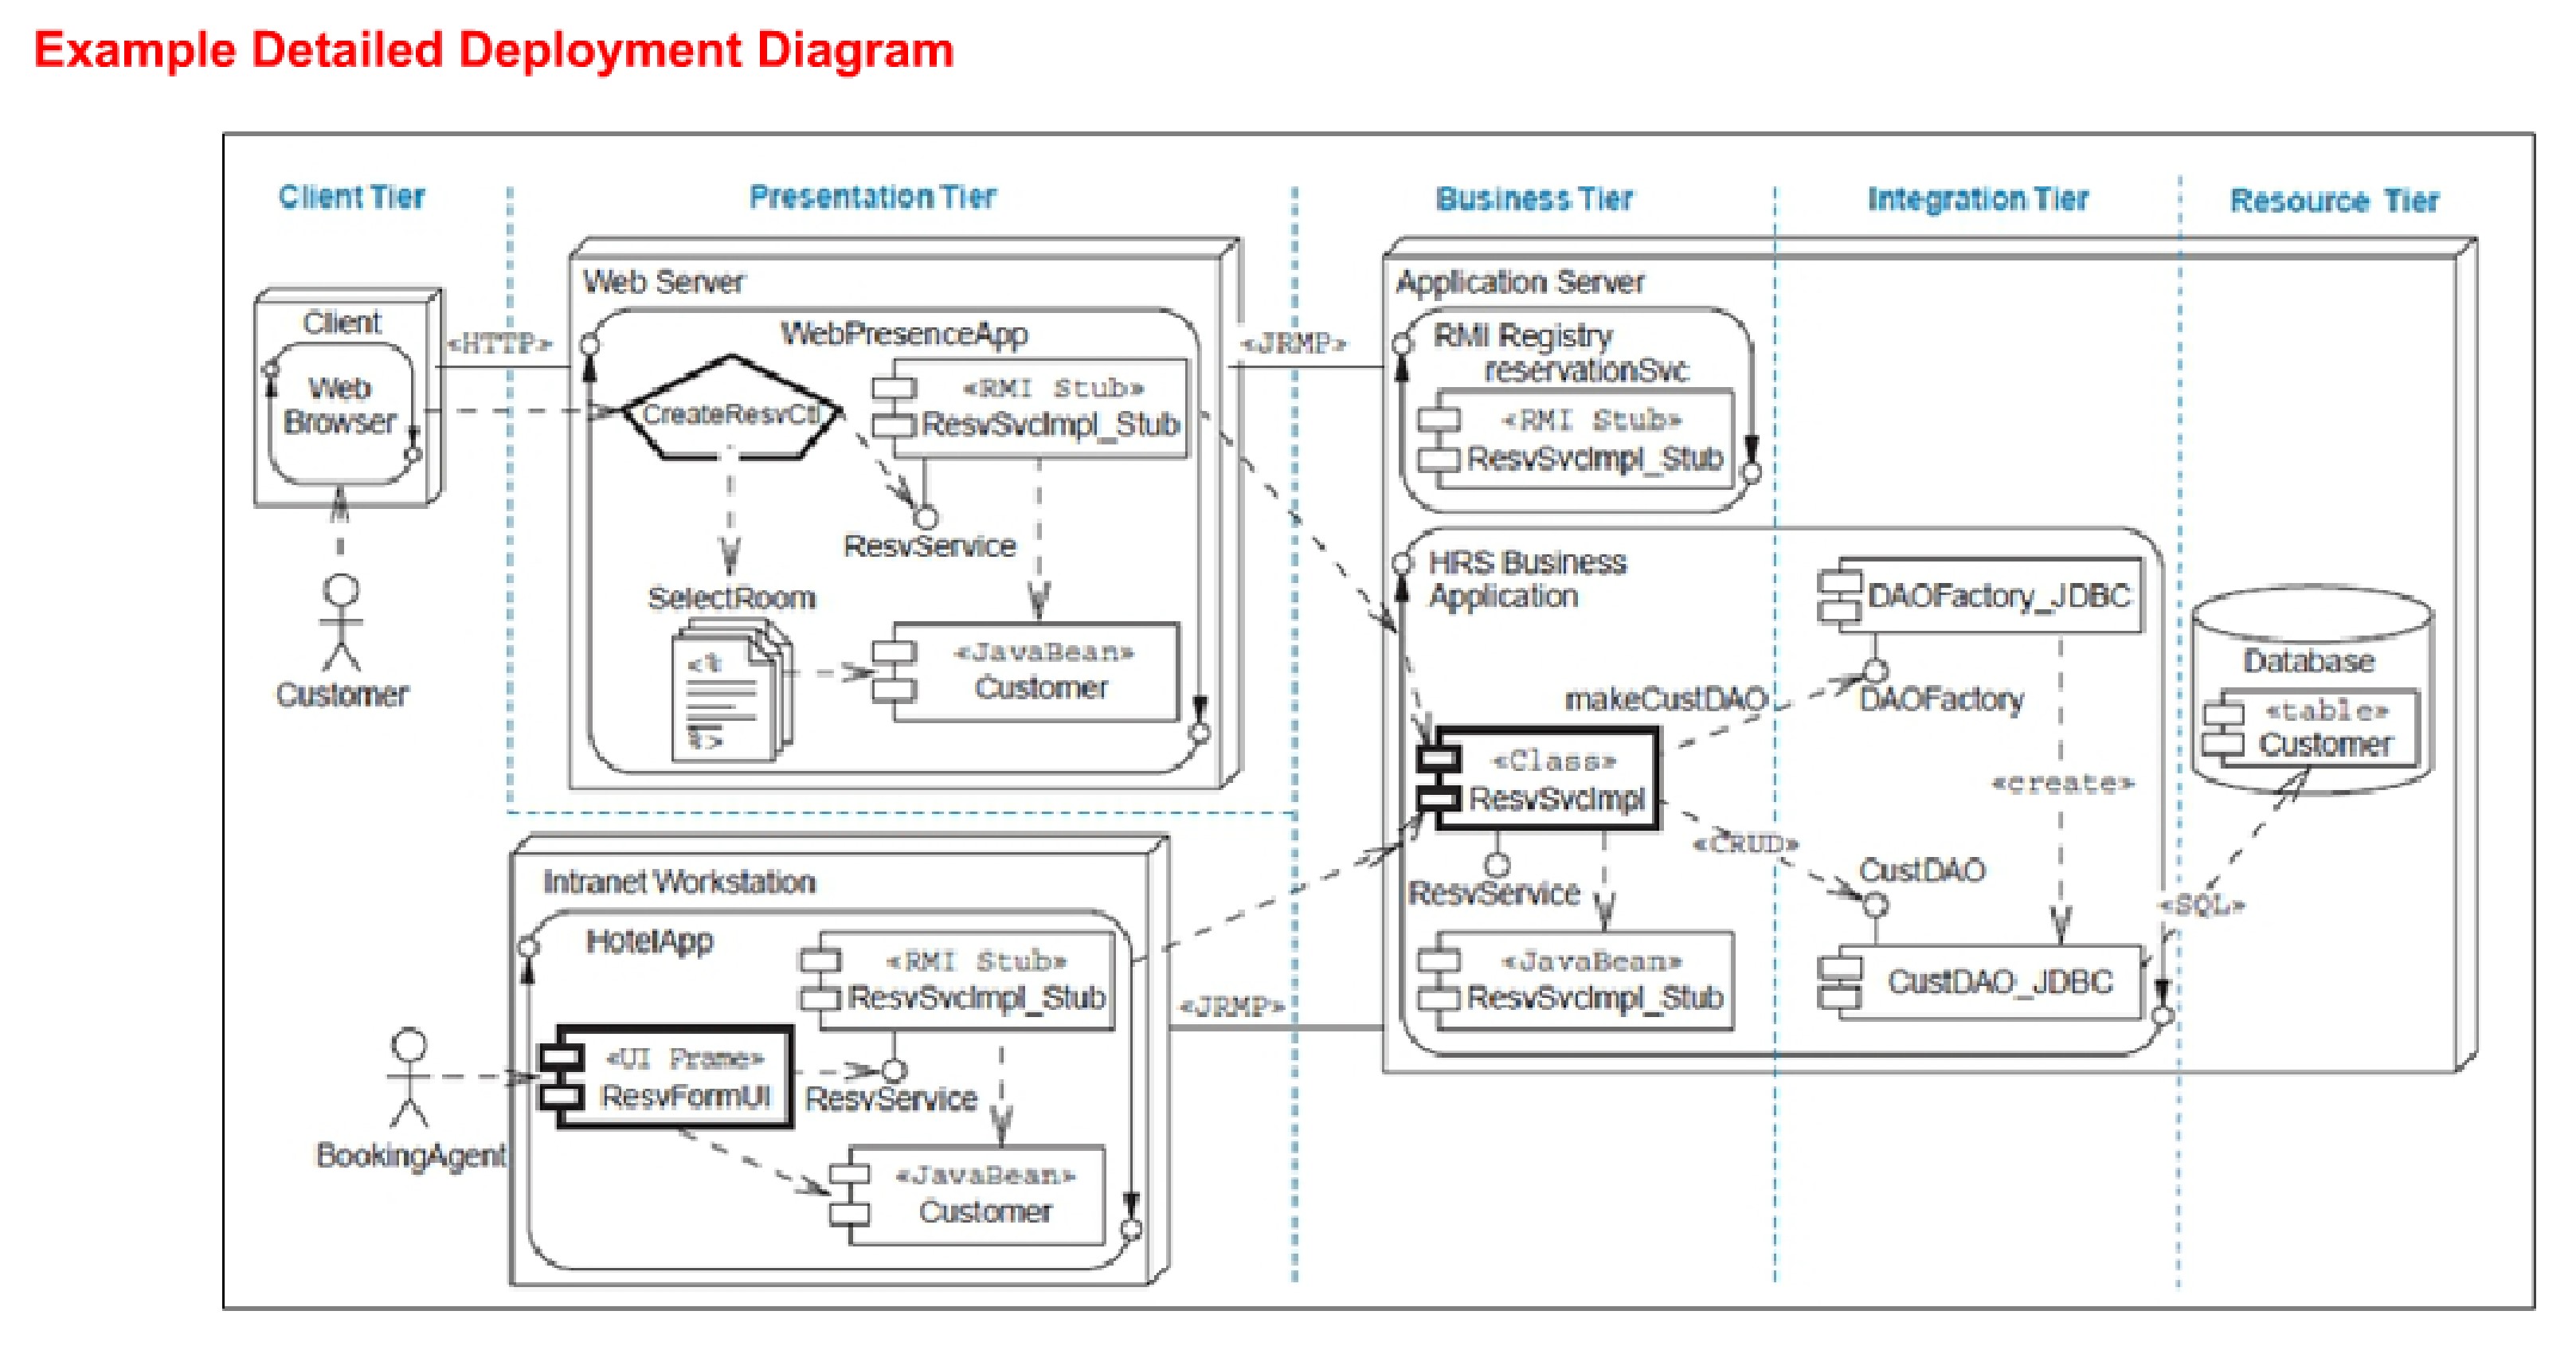 Example Detailed Deployment Diagram
Client Tier
Presentation Tier
Business Tier
Integration Tier
Resource Tier
Client
Web
Browser
«HTTP»
Customer
Web Server
WebPresenceApp
CreateResvCtl
«RMI Stub»
ResvSvcImpl_Stub
ResvService
SelectRoom
<%
%>
«JavaBean»
Customer
«JRMP»
Application Server
RMI Registry
reservationSvc
«RMI Stub»
ResvSvcImpl_Stub
HRS Business
Application
makeCustDAO
«Class»
ResvSvcImpl
«CRUD»
ResvService
«JavaBean»
ResvSvcImpl_Stub
DAOFactory_JDBC
DAOFactory
«create»
CustDAO
CustDAO_JDBC
«SQL»
Database
«table»
Customer
Intranet Workstation
HotelApp
«RMI Stub»
ResvSvcImpl_Stub
«JRMP»
«UI Frame»
ResvFormUI
ResvService
BookingAgent
«JavaBean»
Customer